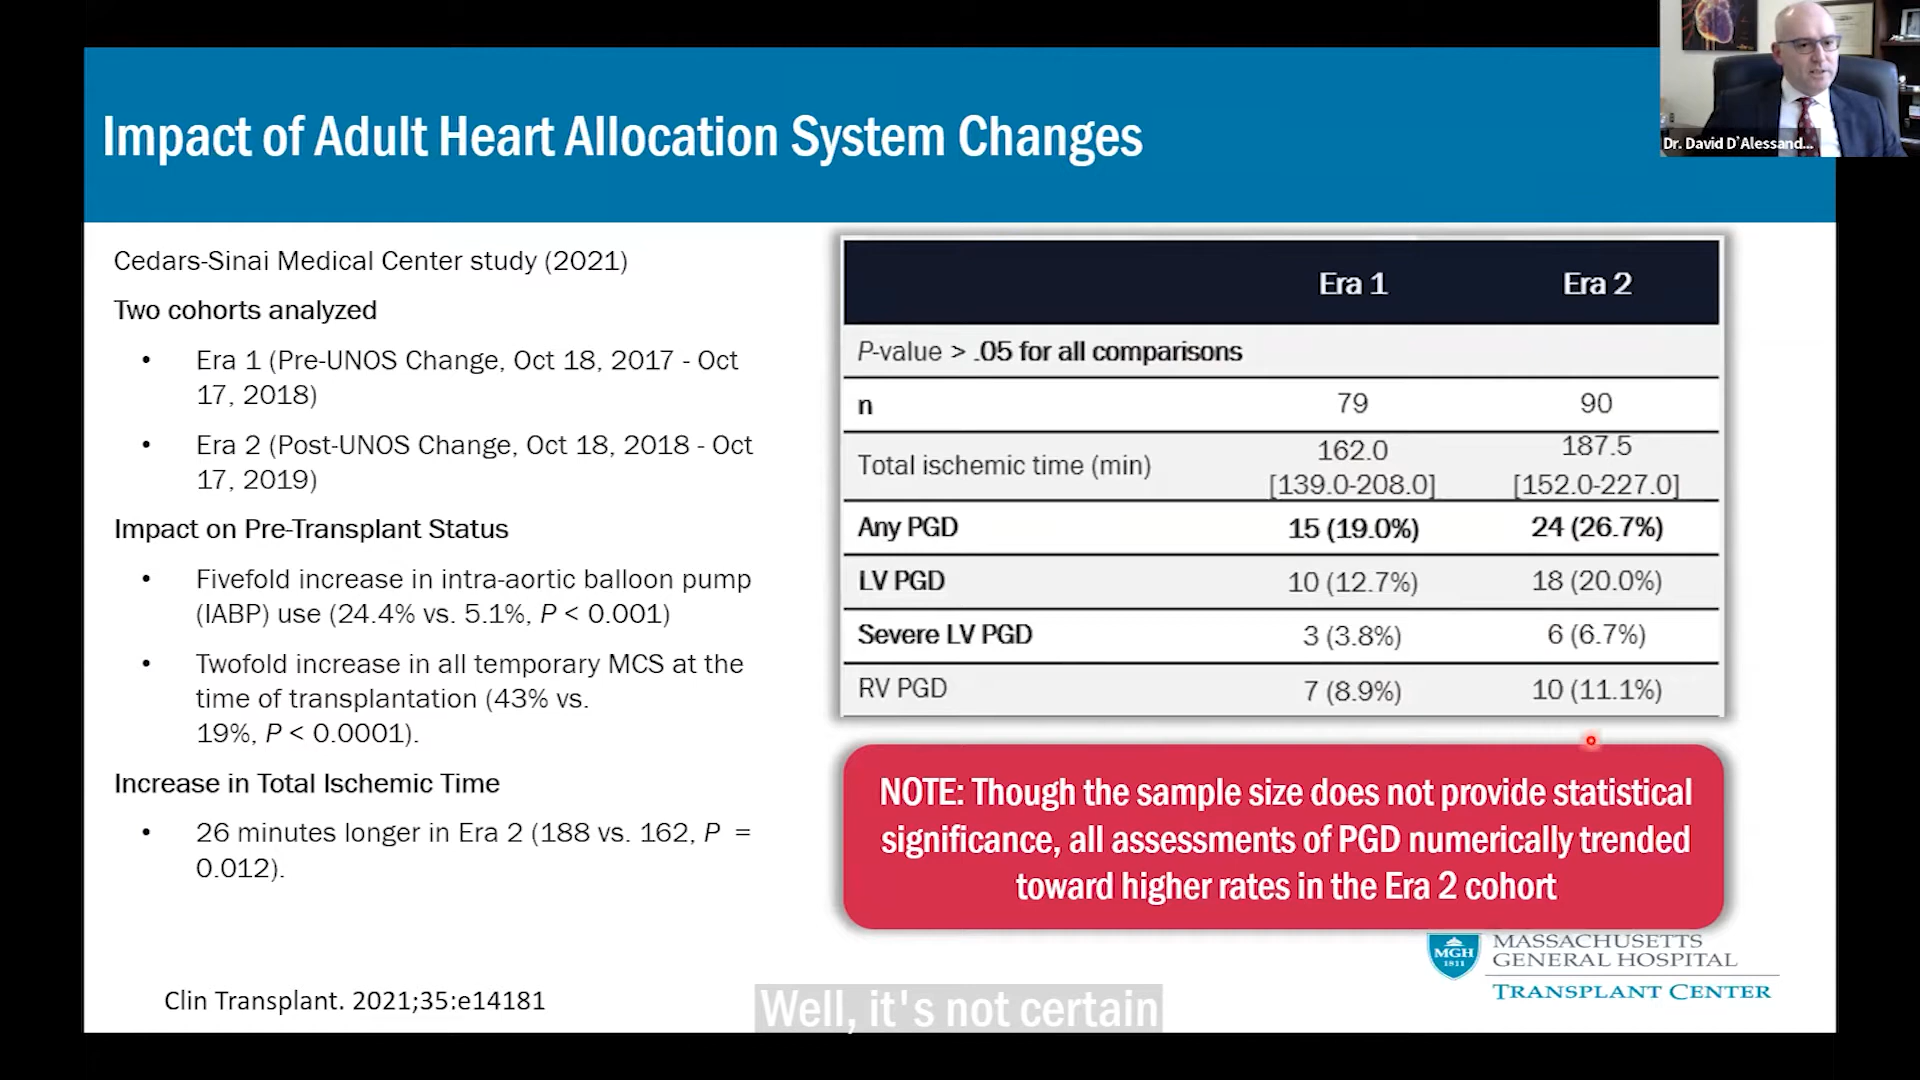 Impact of Adult Heart Allocation System Changes
Dr. David D`Alessand...
Cedars-Sinai Medical Center study (2021)
Two cohorts analyzed
• Era 1 (Pre-UNOS Change, Oct 18, 2017 - Oct
17, 2018)
• Era 2 (Post-UNOS Change, Oct 18, 2018 - Oct
17, 2019)
Impact on Pre-Transplant Status
• Fivefold increase in intra-aortic balloon pump
(IABP) use (24.4% vs. 5.1%, P < 0.001)
• Twofold increase in all temporary MCS at the
time of transplantation (43% vs.
19%, P < 0.0001).
Increase in Total Ischemic Time
• 26 minutes longer in Era 2 (188 vs. 162, P =
0.012).
Clin Transplant. 2021;35:e14181
Era 1 Era 2
P-value > .05 for all comparisons
n 79 90
Total ischemic time (min) 162.0 187.5
[139.0-208.0] [152.0-227.0]
Any PGD 15 (19.0%) 24 (26.7%)
LV PGD 10 (12.7%) 18 (20.0%)
Severe LV PGD 3 (3.8%) 6 (6.7%)
RV PGD 7 (8.9%) 10 (11.1%)
NOTE: Though the sample size does not provide statistical
significance, all assessments of PGD numerically trended
toward higher rates in the Era 2 cohort
MGH
1811
MASSACHUSETTS
GENERAL HOSPITAL
TRANSPLANT CENTER
Well, it's not certain